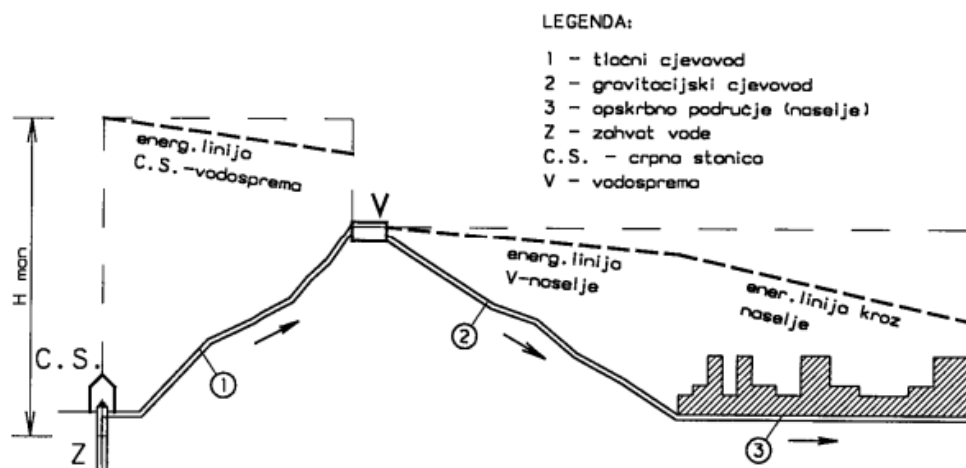 LEGENDA:
1 - tlačni cjevovod
2 - gravitacijski cjevovod
3 - opskrbno područje (naselje)
Z - zahvat vode
C.S. - crpna stanica
V - vodosprema
energ.linija
C.S.-vodosprema
V
H man
energ.linija
V-naselje
ener.linija kroz
naselje
C.S.
1
2
3
Z